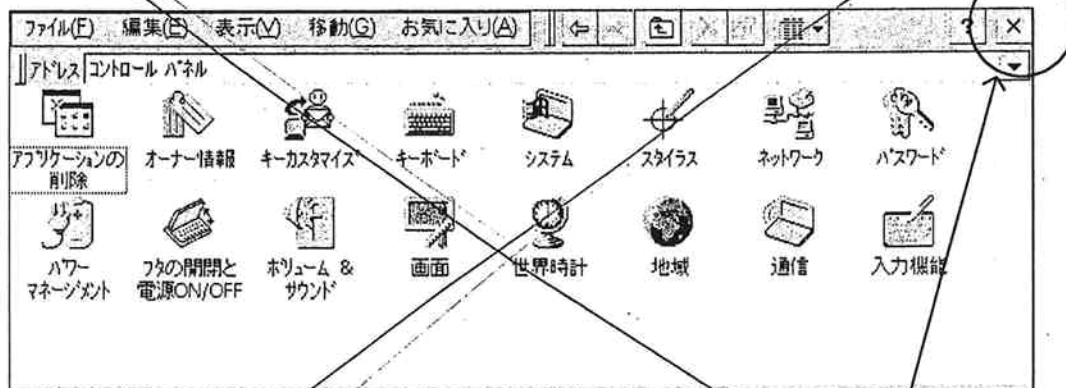 ファイル(F) 編集(E) 表示(V) 移動(G) お気に入り(A) ? ×
アドレス コントロール パネル
アプリケーションの削除 オーナー情報 キーカスタマイズ キーボード システム スタイラス ネットワーク パスワード
パワーマネージメント フタの開閉と電源ON/OFF ボリューム & サウンド 画面 世界時計 地域 通信 入力機能